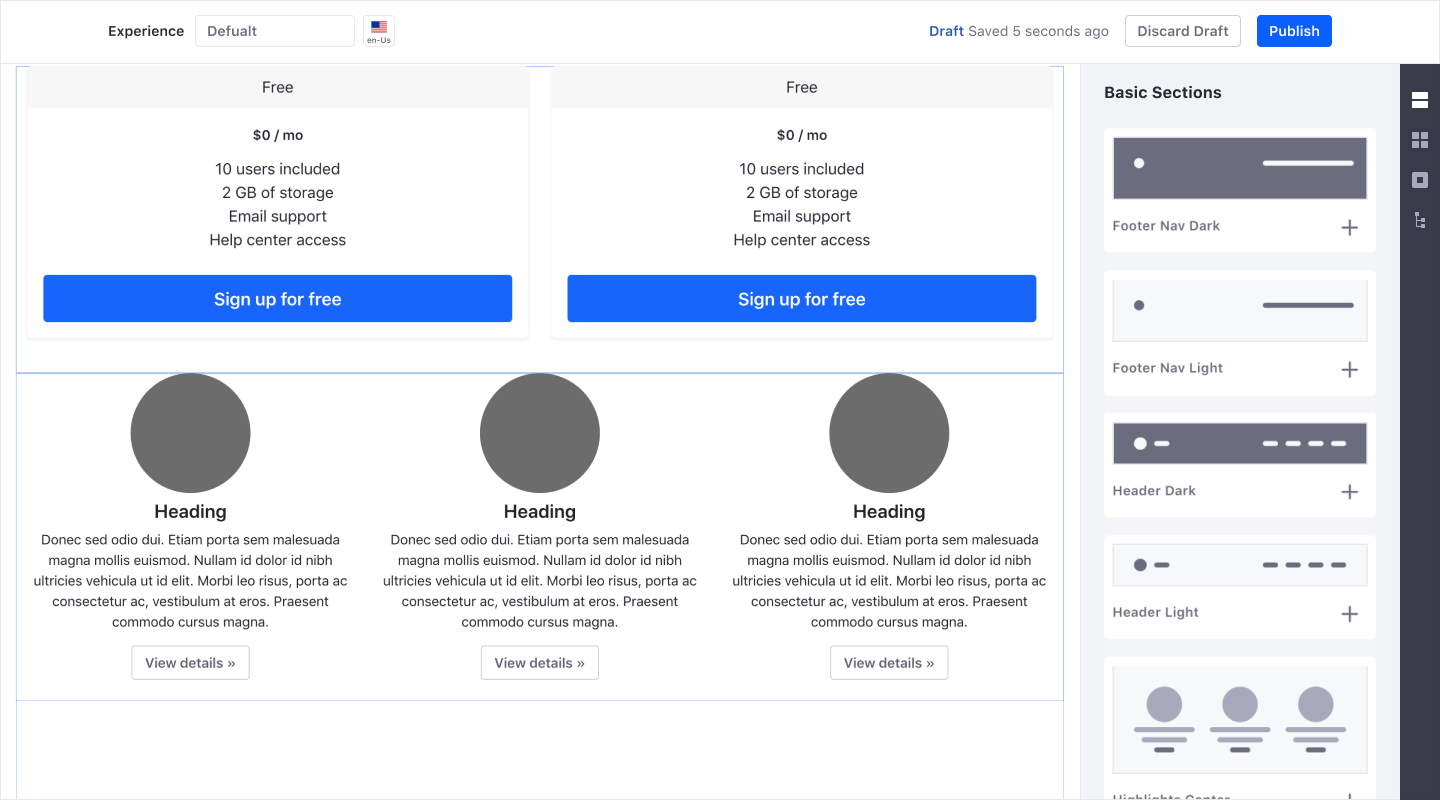 Experience
Defualt
en-Us
Draft Saved 5 seconds ago
Discard Draft
Publish
Free
$0 / mo
10 users included
2 GB of storage
Email support
Help center access
Sign up for free
Free
$0 / mo
10 users included
2 GB of storage
Email support
Help center access
Sign up for free
Heading
Donec sed odio dui. Etiam porta sem malesuada
magna mollis euismod. Nullam id dolor id nibh
ultricies vehicula ut id elit. Morbi leo risus, porta ac
consectetur ac, vestibulum at eros. Praesent
commodo cursus magna.
View details »
Heading
Donec sed odio dui. Etiam porta sem malesuada
magna mollis euismod. Nullam id dolor id nibh
ultricies vehicula ut id elit. Morbi leo risus, porta ac
consectetur ac, vestibulum at eros. Praesent
commodo cursus magna.
View details »
Heading
Donec sed odio dui. Etiam porta sem malesuada
magna mollis euismod. Nullam id dolor id nibh
ultricies vehicula ut id elit. Morbi leo risus, porta ac
consectetur ac, vestibulum at eros. Praesent
commodo cursus magna.
View details »
Basic Sections
Footer Nav Dark
Footer Nav Light
Header Dark
Header Light
Highlights Center